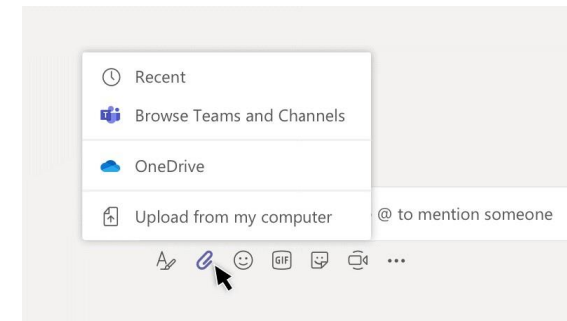 Recent
Browse Teams and Channels
OneDrive
Upload from my computer
@ to mention someone
GIF